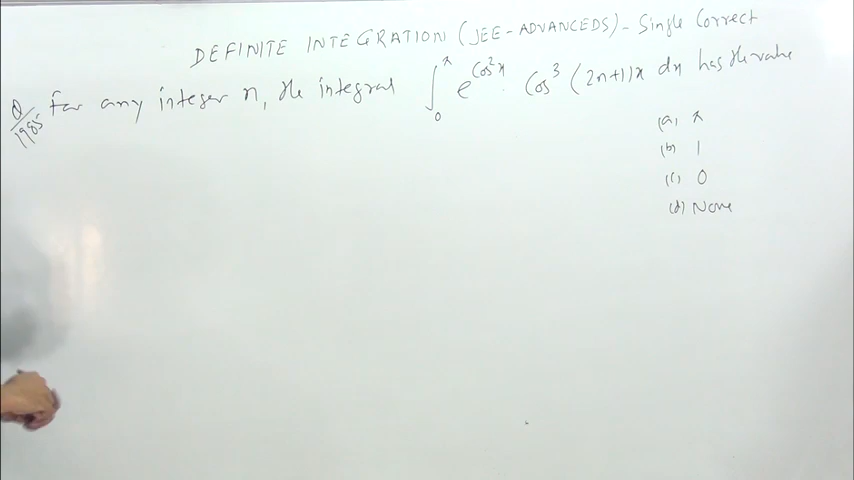 DEFINITE INTEGRATION (JEE-ADVANCEDS) - Single Correct
Q/1985 For any integer n, the integral ∫₀^π e^(cos²x) · Cos³(2n+1)x dx has the value
(a) π
(b) 1
(c) 0
(d) None